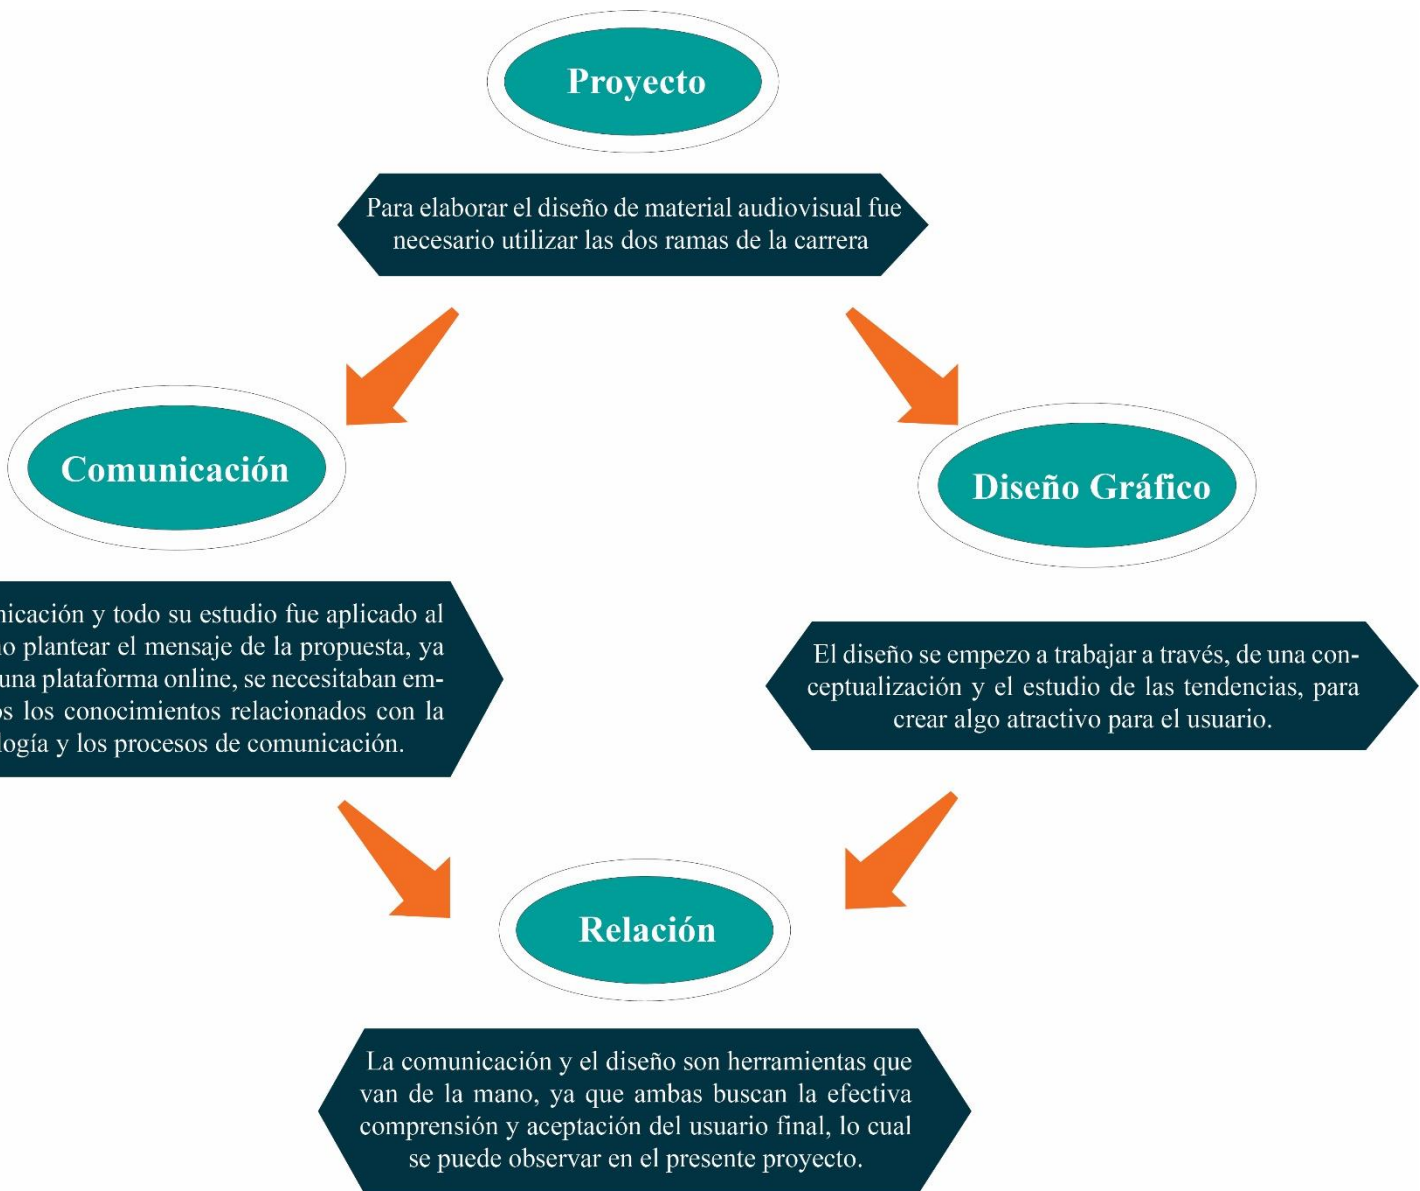 Proyecto
Para elaborar el diseño de material audiovisual fue
necesario utilizar las dos ramas de la carrera
Comunicación
Diseño Gráfico
y todo su estudio fue aplicado al
plantear el mensaje de la propuesta, ya
una plataforma online, se necesitaban em-
los conocimientos relacionados con la
y los procesos de comunicación.
El diseño se empezo a trabajar a través, de una con-
ceptualización y el estudio de las tendencias, para
crear algo atractivo para el usuario.
Relación
La comunicación y el diseño son herramientas que
van de la mano, ya que ambas buscan la efectiva
comprensión y aceptación del usuario final, lo cual
se puede observar en el presente proyecto.